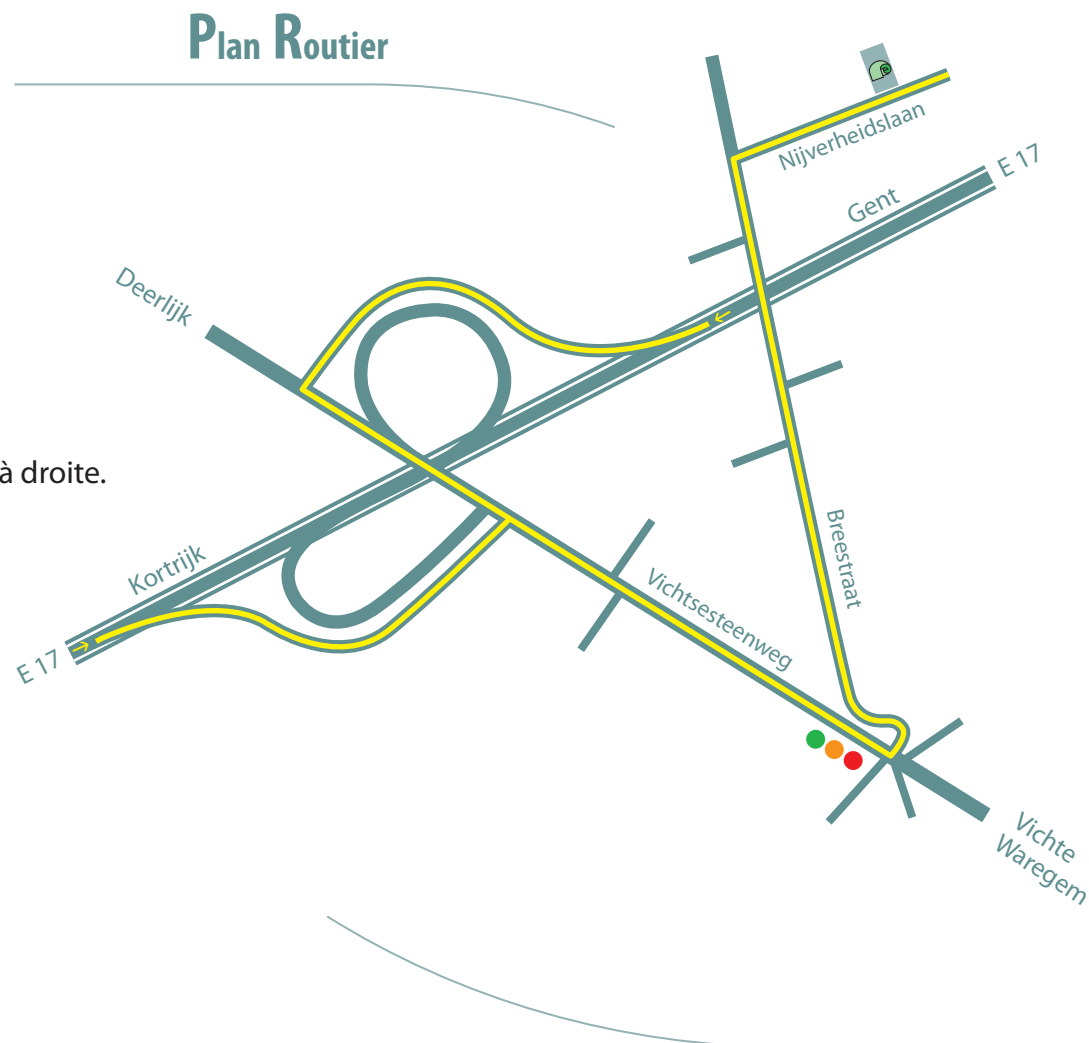 Plan Routier
Nijverheidslaan
E 17
Gent
Deerlijk
à droite.
Kortrijk
Breestraat
Vichtsesteenweg
E 17
Vichte
Waregem